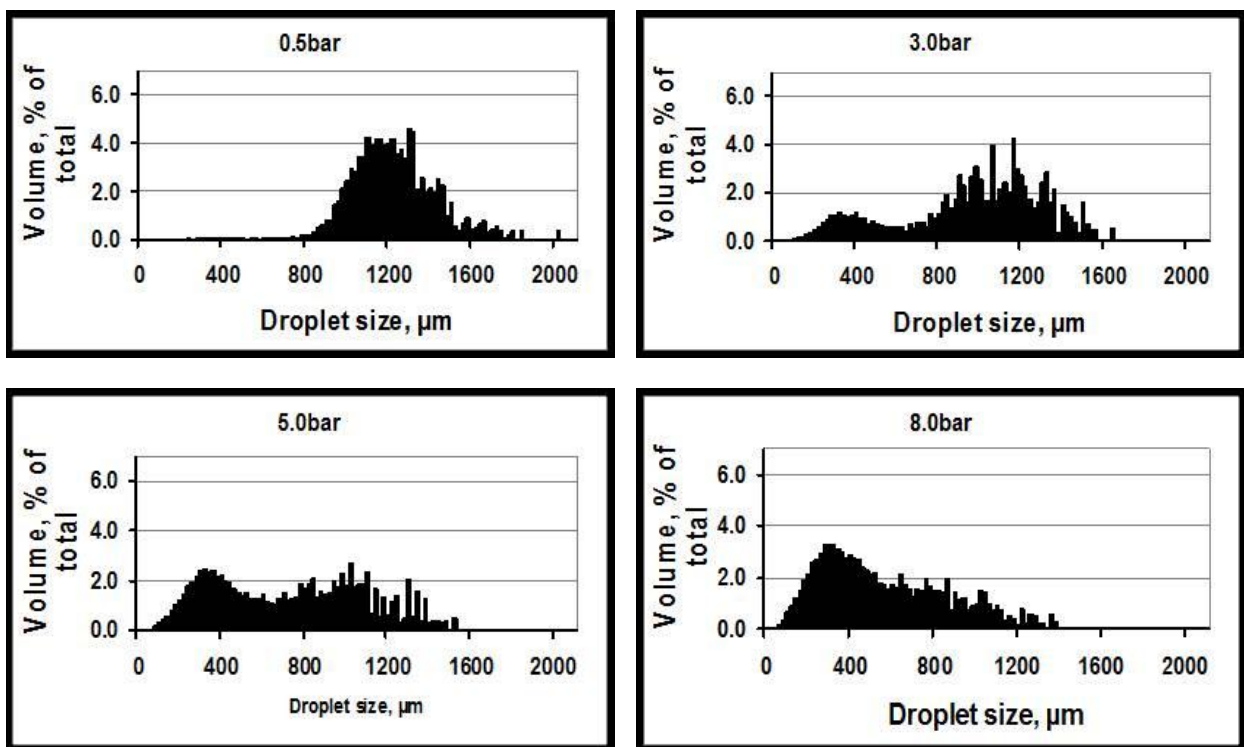 0.5bar
Volume, % of
total
6.0
4.0
2.0
0.0
0 400 800 1200 1600 2000
Droplet size, µm
3.0bar
Volume, % of
total
6.0
4.0
2.0
0.0
0 400 800 1200 1600 2000
Droplet size, µm
5.0bar
Volume, % of
total
6.0
4.0
2.0
0.0
0 400 800 1200 1600 2000
Droplet size, µm
8.0bar
Volume, % of
total
6.0
4.0
2.0
0.0
0 400 800 1200 1600 2000
Droplet size, µm